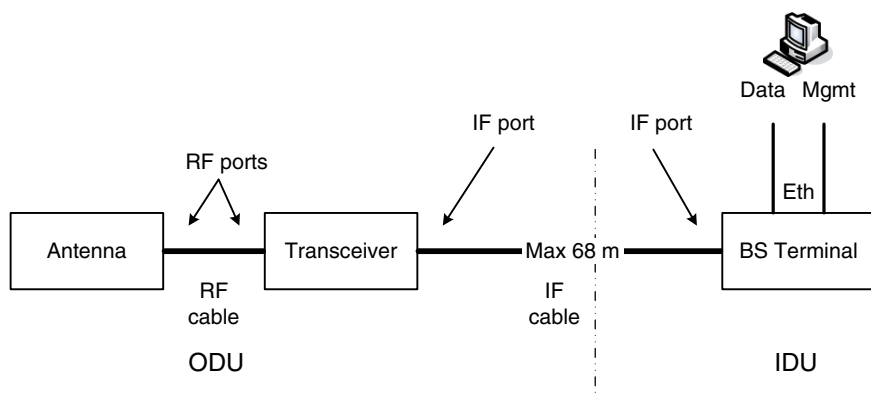 Data Mgmt
IF port
IF port
RF ports
Eth
Antenna
Transceiver
Max 68 m
BS Terminal
RF
cable
IF
cable
ODU
IDU